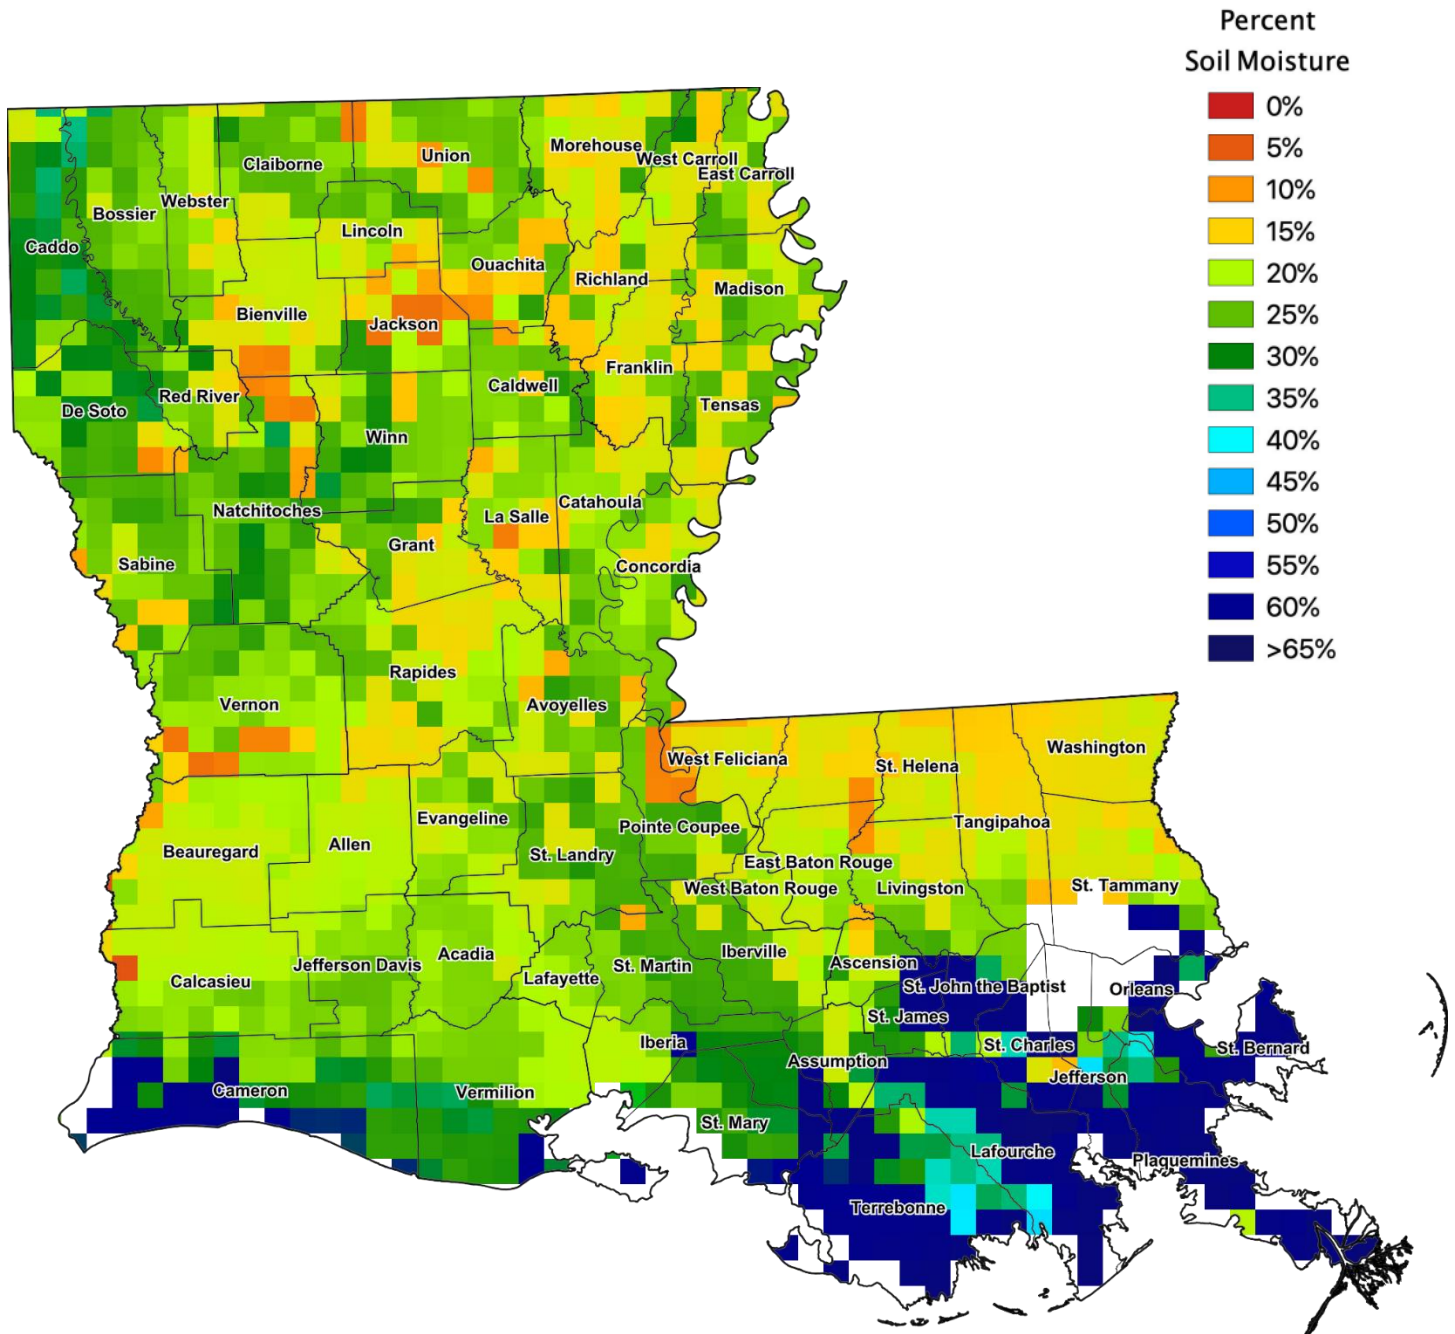 Percent
Soil Moisture
0%
5%
10%
15%
20%
25%
30%
35%
40%
45%
50%
55%
60%
>65%
Morehouse
Union
West Carroll
Claiborne
East Carroll
Webster
Bossier
Lincoln
Caddo
Ouachita
Richland
Madison
Bienville
Jackson
Franklin
Caldwell
Red River
Tensas
De Soto
Winn
Catahoula
Natchitoches
La Salle
Grant
Sabine
Concordia
Rapides
Vernon
Avoyelles
Washington
West Feliciana
St. Helena
Evangeline
Tangipahoa
Pointe Coupee
Allen
Beauregard
St. Landry
East Baton Rouge
St. Tammany
West Baton Rouge
Livingston
Iberville
Acadia
Ascension
Jefferson Davis
St. Martin
Lafayette
Calcasieu
St. John the Baptist
Orleans
St. James
Iberia
St. Charles
St. Bernard
Assumption
Jefferson
Cameron
Vermilion
St. Mary
Lafourche
Plaquemines
Terrebonne